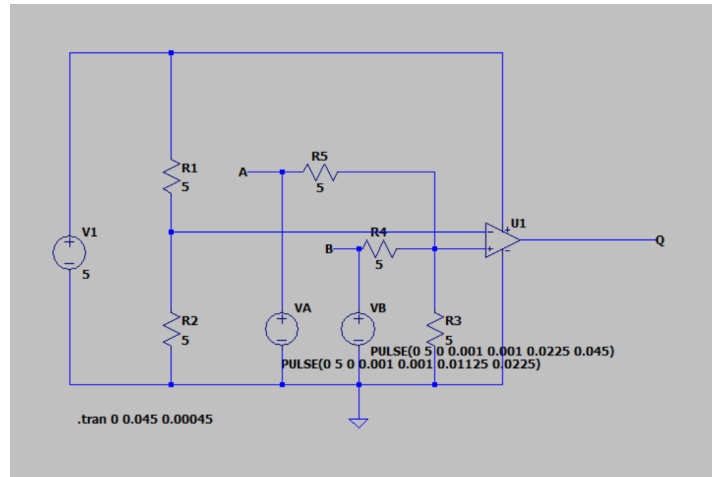 R1
5
A
R5
5
V1
5
R4
5
B
U1
Q
R2
5
VA
VB
R3
5
PULSE(0 5 0 0.001 0.001 0.0225 0.045)
PULSE(0 5 0 0.001 0.001 0.01125 0.0225)
.tran 0 0.045 0.00045